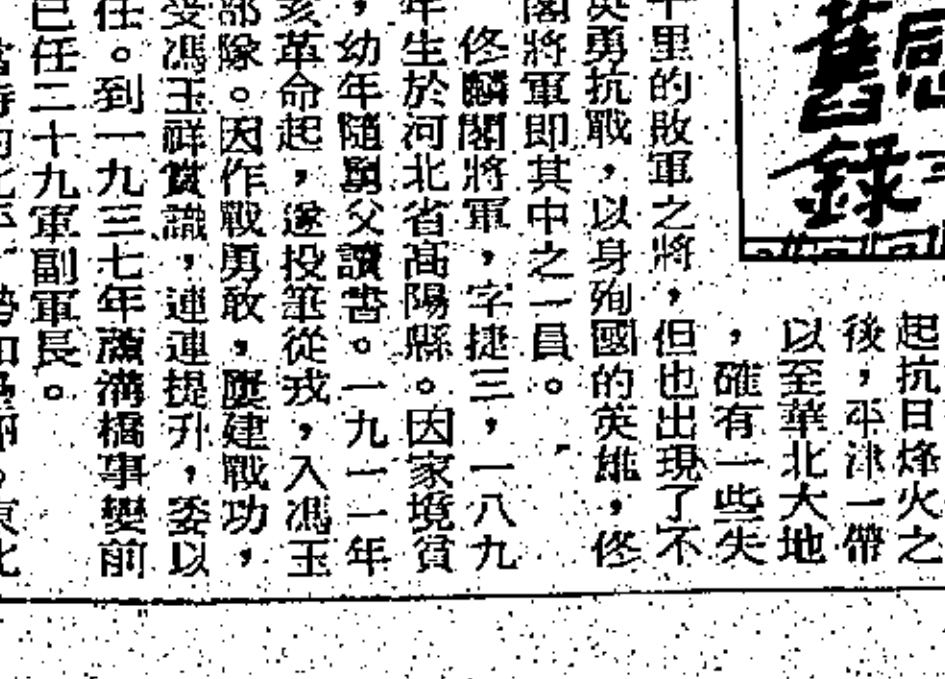 舊錄
起抗日烽火之
後，平津一帶
以至華北大地
，確有一些失
千里的敗軍之將，但也出現了不
英勇抗戰，以身殉國的英雄，佟
閣將軍即其中之一員。
佟麟閣將軍，字捷三，一八九
年生於河北省高陽縣。因家境貧
，幼年隨舅父讀書。一九一一年
亥革命起，遂投筆從戎，入馮玉
部隊。因作戰勇敢，屢建戰功，
受馮玉祥賞識，連連提升，委以
任。到一九三七年蘆溝橋事變前
已任二十九軍副軍長。